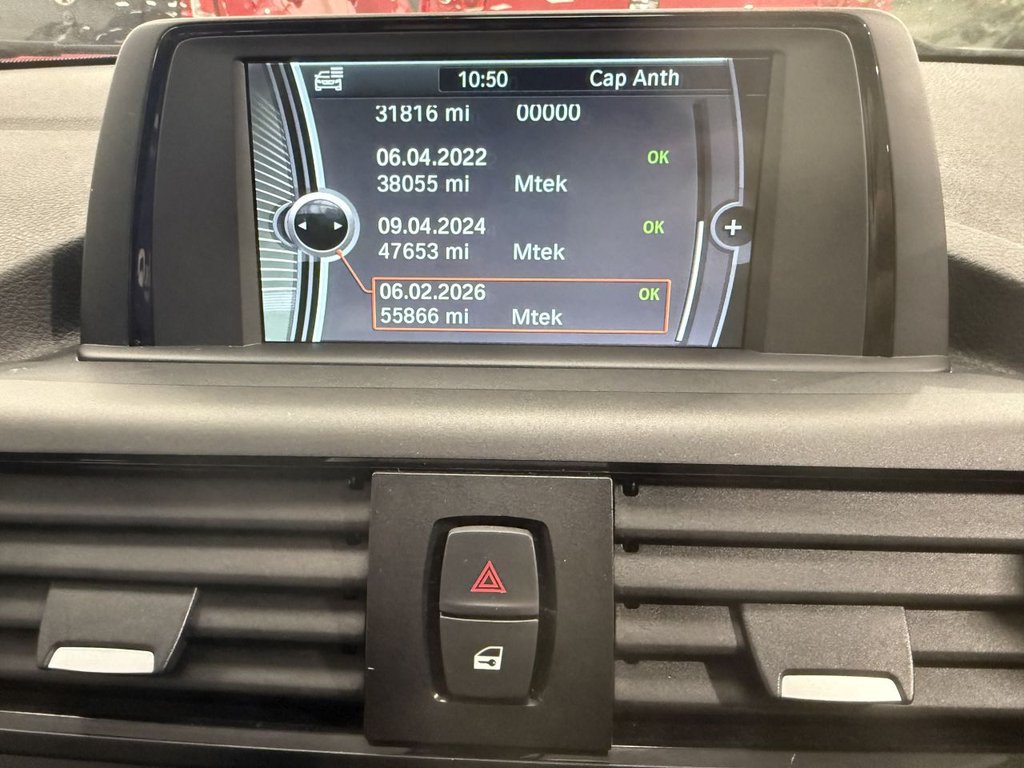 10:50 Cap Anth
31816 mi 00000
06.04.2022 OK
38055 mi Mtek
09.04.2024 OK
47653 mi Mtek
06.02.2026 OK
55866 mi Mtek